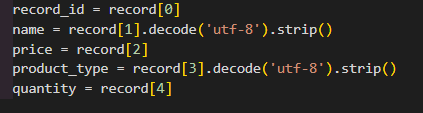 record_id = record[0]
name = record[1].decode('utf-8').strip()
price = record[2]
product_type = record[3].decode('utf-8').strip()
quantity = record[4]